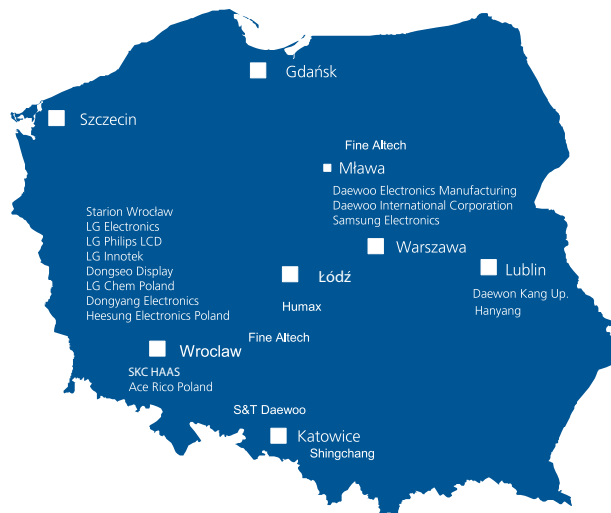 Gdańsk
Szczecin
Fine Altech
Mława
Daewoo Electronics Manufacturing
Daewoo International Corporation
Samsung Electronics
Starion Wrocław
LG Electronics
LG Philips LCD
LG Innotek
Dongseo Display
LG Chem Poland
Dongyang Electronics
Heesung Electronics Poland
Warszawa
Łódź
Lublin
Daewon Kang Up.
Hanyang
Humax
Fine Altech
Wroclaw
SKC HAAS
Ace Rico Poland
S&T Daewoo
Katowice
Shingchang